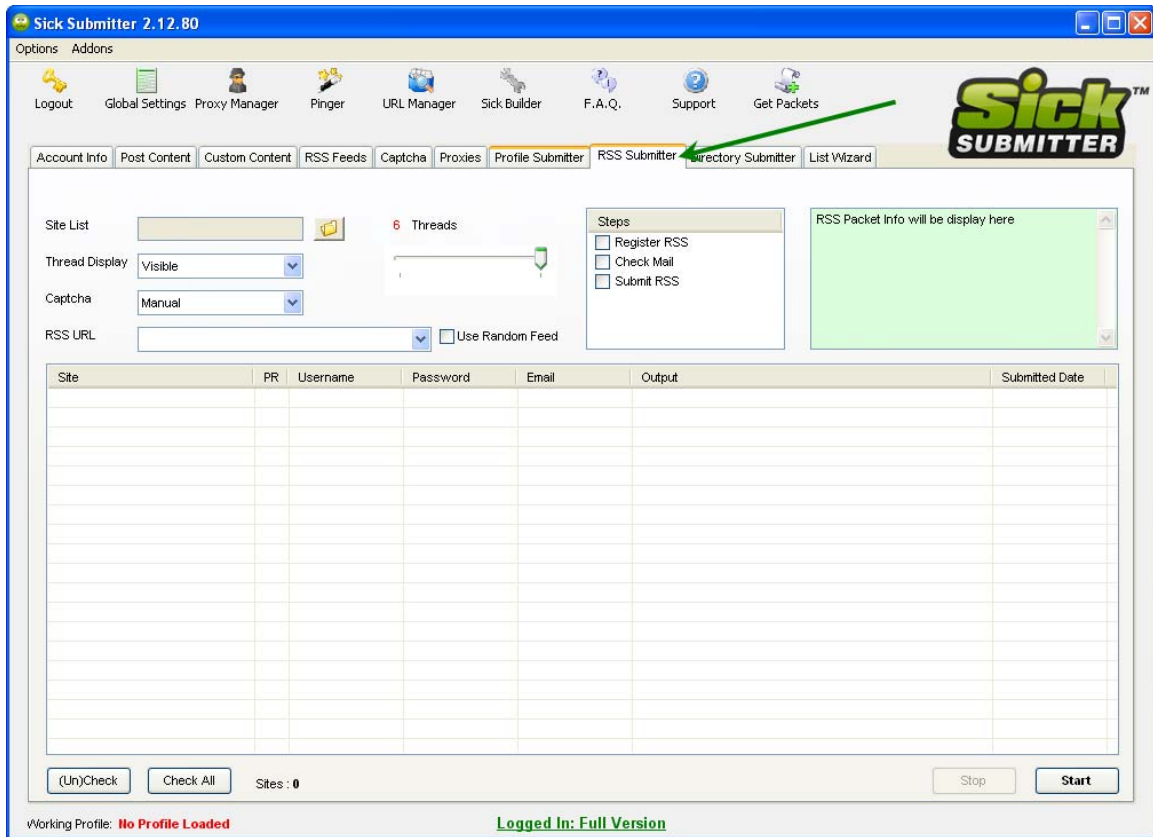 Sick Submitter 2.12.80
Options Addons
Logout Global Settings Proxy Manager Pinger URL Manager Sick Builder F.A.Q. Support Get Packets
Sick™
SUBMITTER
Account Info Post Content Custom Content RSS Feeds Captcha Proxies Profile Submitter RSS Submitter Directory Submitter List Wizard
Site List
6 Threads
Thread Display Visible
Captcha Manual
RSS URL
Use Random Feed
Steps
Register RSS
Check Mail
Submit RSS
RSS Packet Info will be display here
Site PR Username Password Email Output Submitted Date
(Un)Check Check All Sites : 0 Stop Start
Working Profile: No Profile Loaded Logged In: Full Version